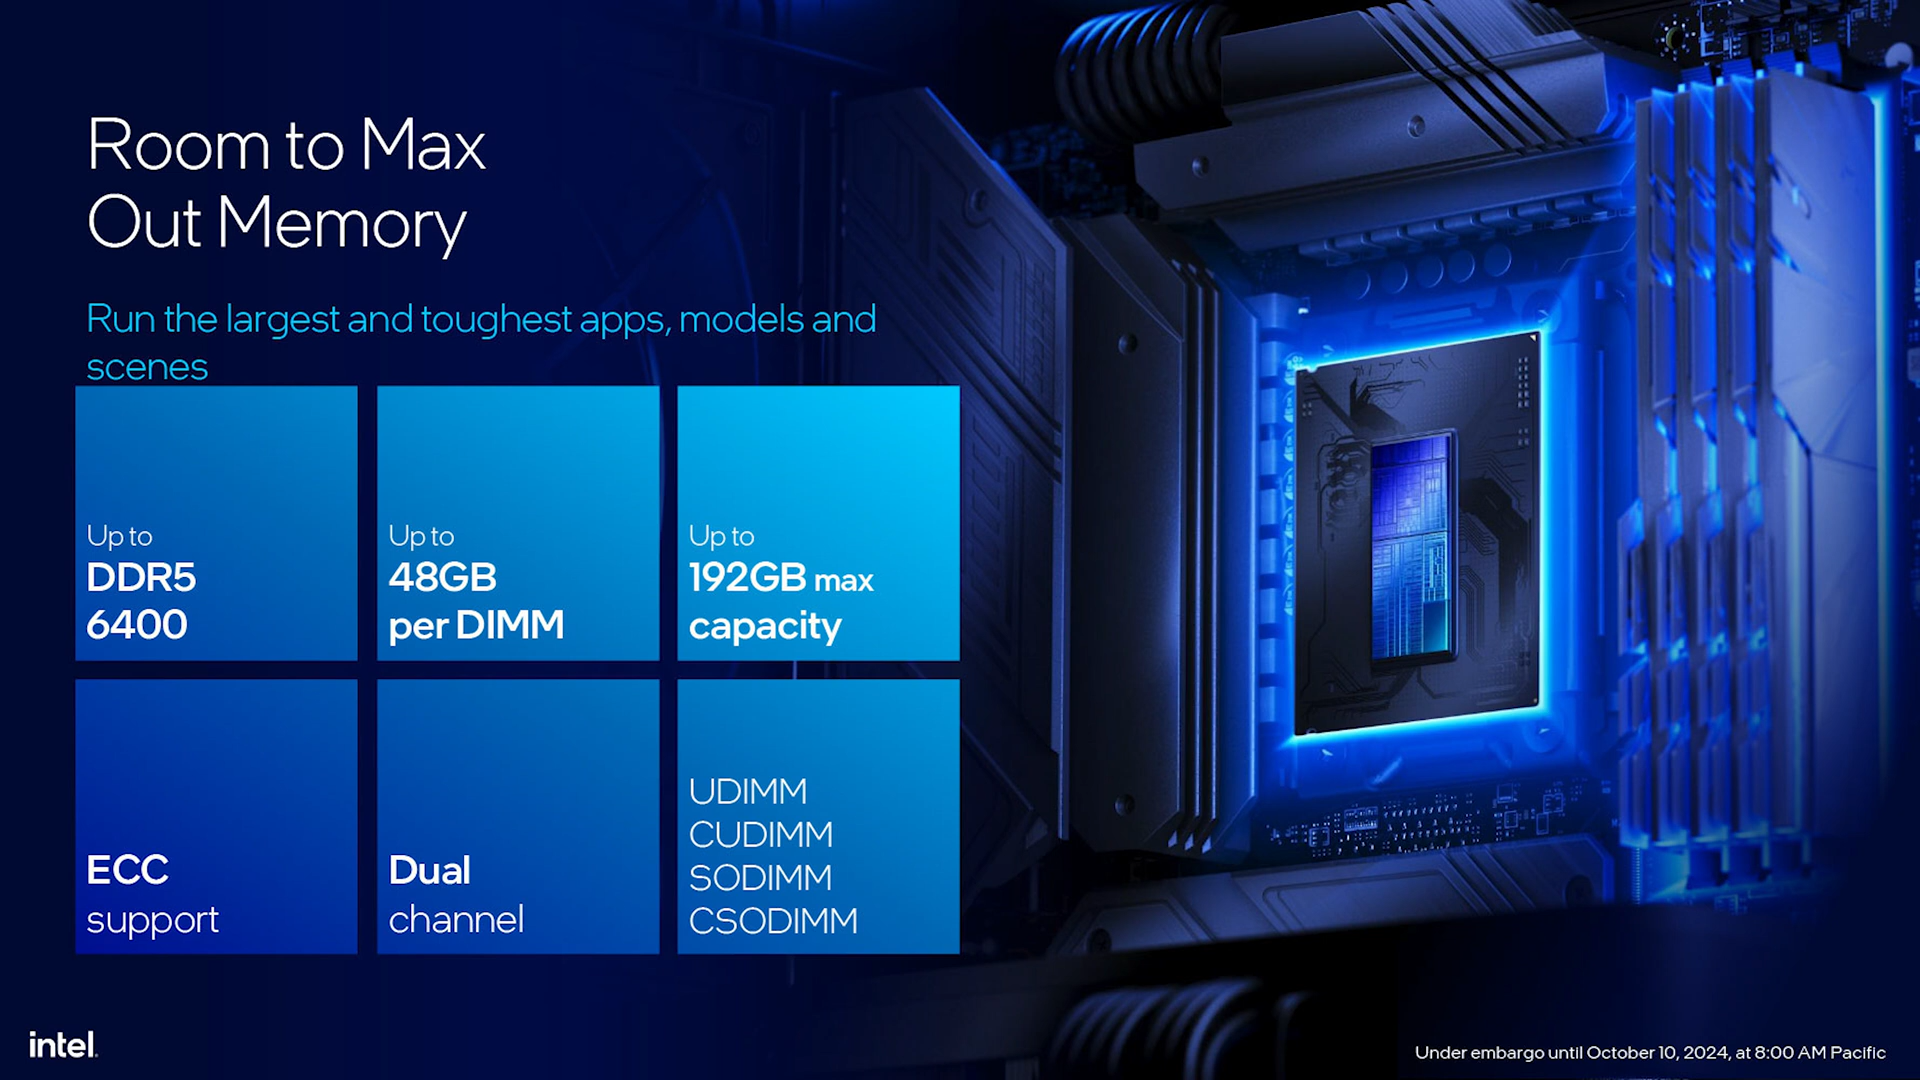 Room to Max
Out Memory
Run the largest and toughest apps, models and
scenes
Up to
DDR5
6400
Up to
48GB
per DIMM
Up to
192GB max
capacity
ECC
support
Dual
channel
UDIMM
CUDIMM
SODIMM
CSODIMM
intel.
Under embargo until October 10, 2024, at 8:00 AM Pacific